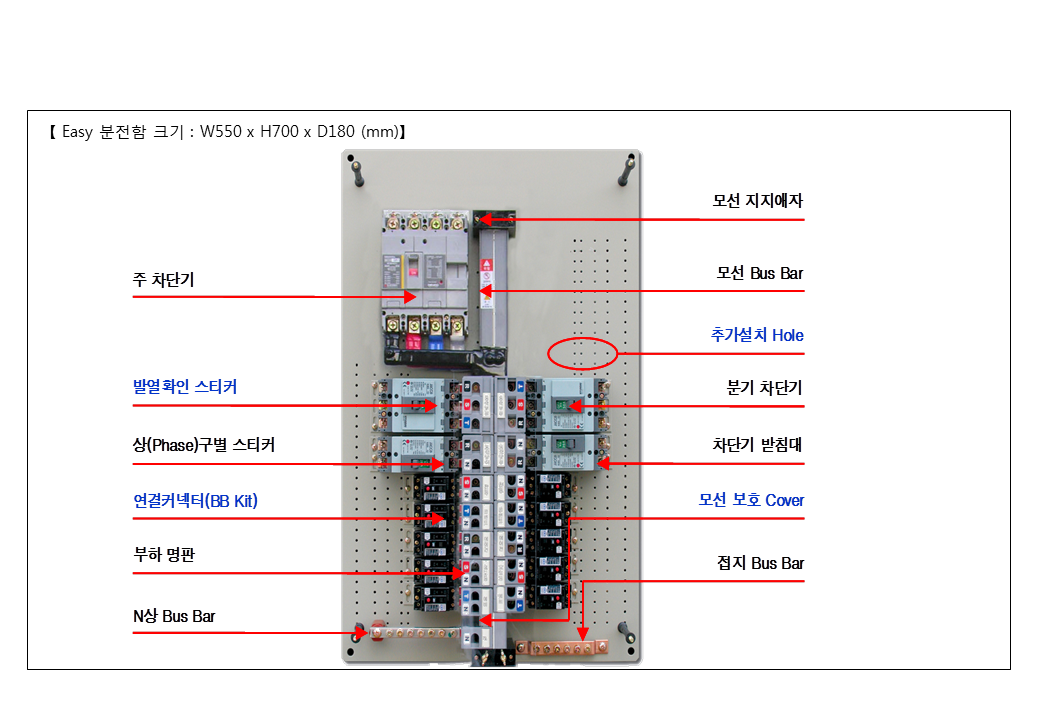 【 Easy 분전함 크기 : W550 x H700 x D180 (mm)】
주 차단기
발열확인 스티커
상(Phase)구별 스티커
연결커넥터(BB Kit)
부하 명판
N상 Bus Bar
모선 지지애자
모선 Bus Bar
추가설치 Hole
분기 차단기
차단기 받침대
모선 보호 Cover
접지 Bus Bar